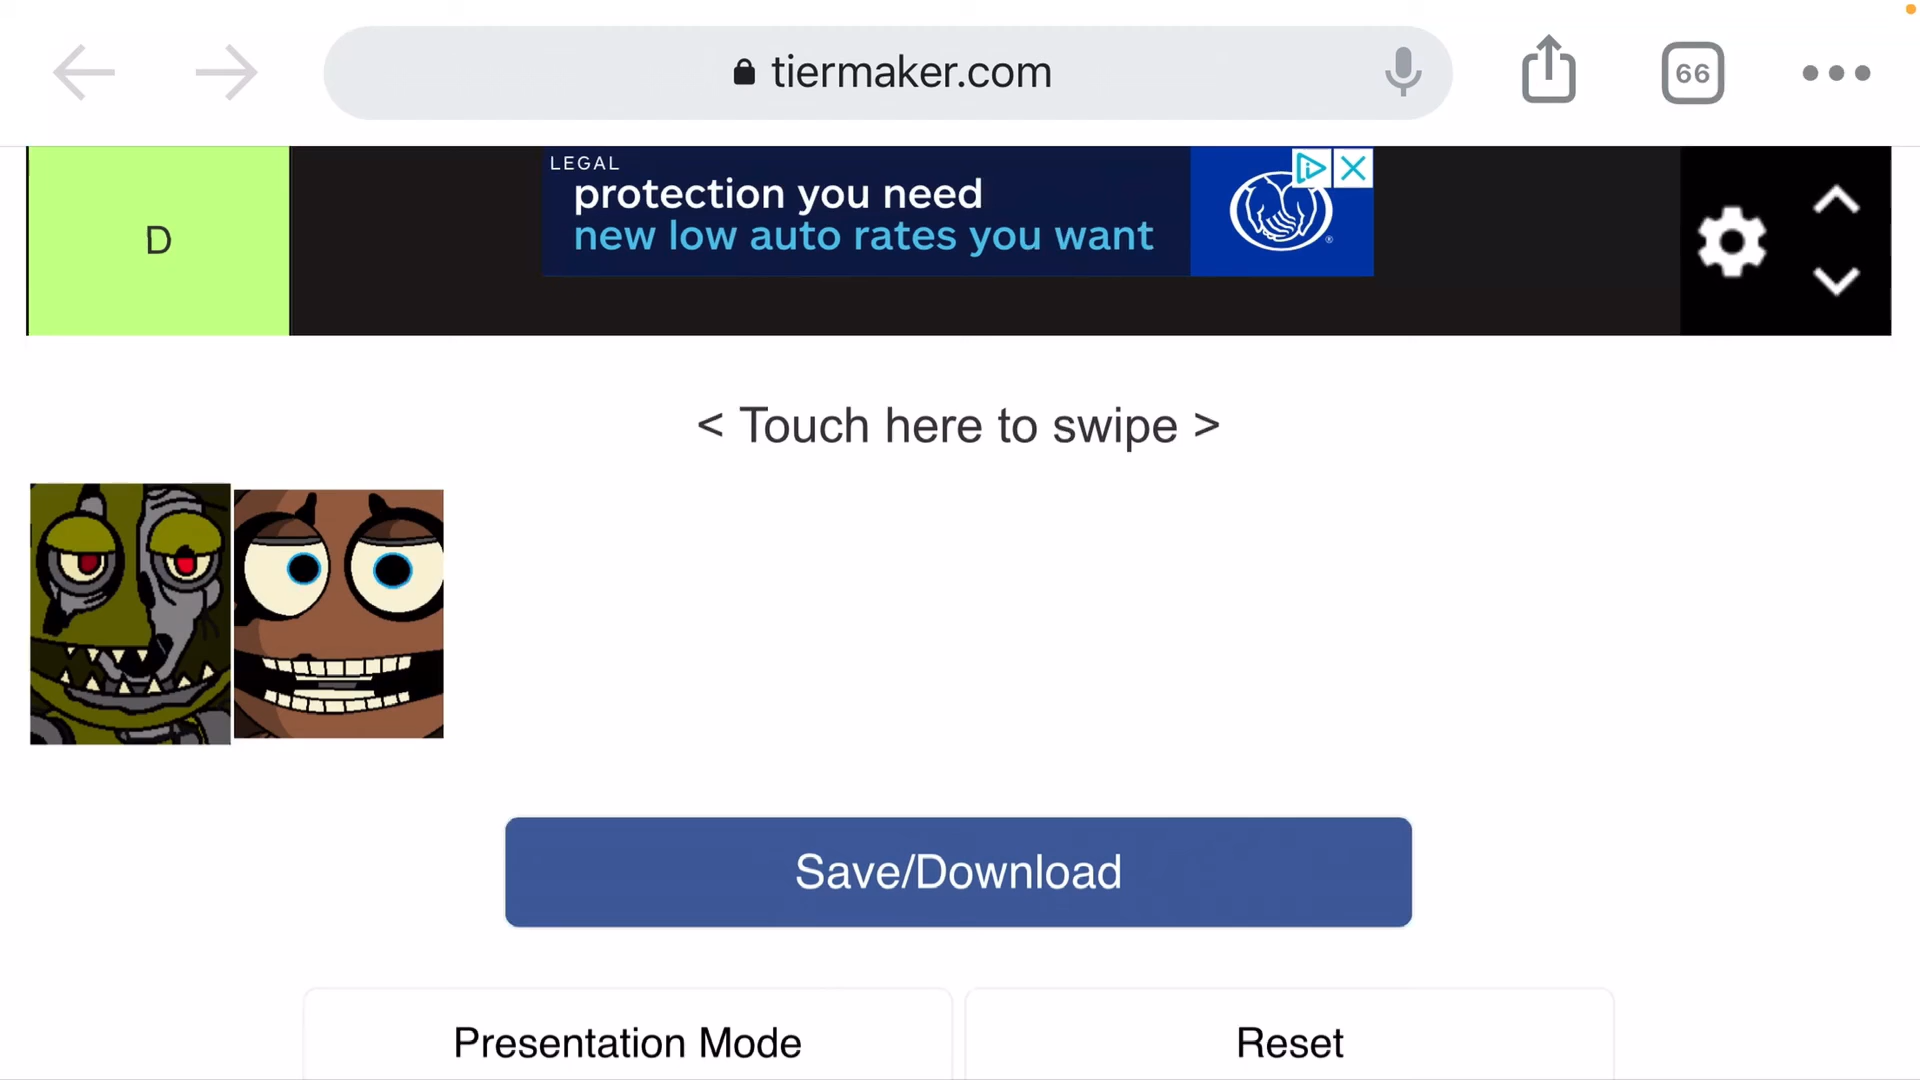 tiermaker.com
66
D
LEGAL
protection you need
new low auto rates you want
®
< Touch here to swipe >
Save/Download
Presentation Mode
Reset